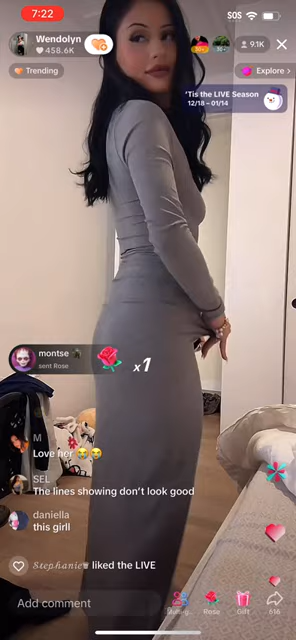 7:22
SOS
Wendolyn
458.6K
9.1K
Trending
Explore >
'Tis the LIVE Season
12/18 – 01/14
montse
sent Rose
x1
M
Love her 😭😭
SEL
The lines showing don't look good
daniella
this girll
Stephanie liked the LIVE
Add comment
Rose
Gift
616